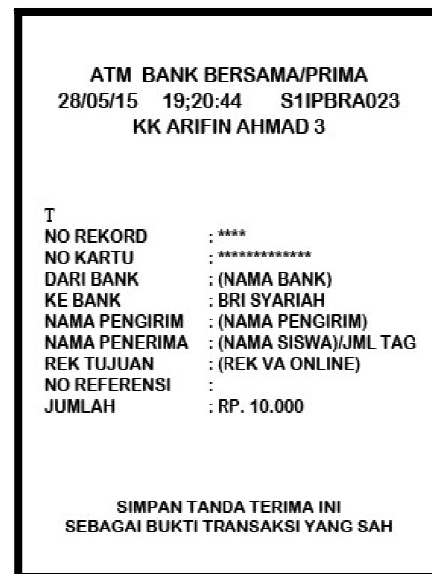 ATM BANK BERSAMA/PRIMA
28/05/15 19;20:44 S1IPBRA023
KK ARIFIN AHMAD 3
T
NO REKORD : ****
NO KARTU : *************
DARI BANK : (NAMA BANK)
KE BANK : BRI SYARIAH
NAMA PENGIRIM : (NAMA PENGIRIM)
NAMA PENERIMA : (NAMA SISWA)/JML TAG
REK TUJUAN : (REK VA ONLINE)
NO REFERENSI :
JUMLAH : RP. 10.000
SIMPAN TANDA TERIMA INI
SEBAGAI BUKTI TRANSAKSI YANG SAH